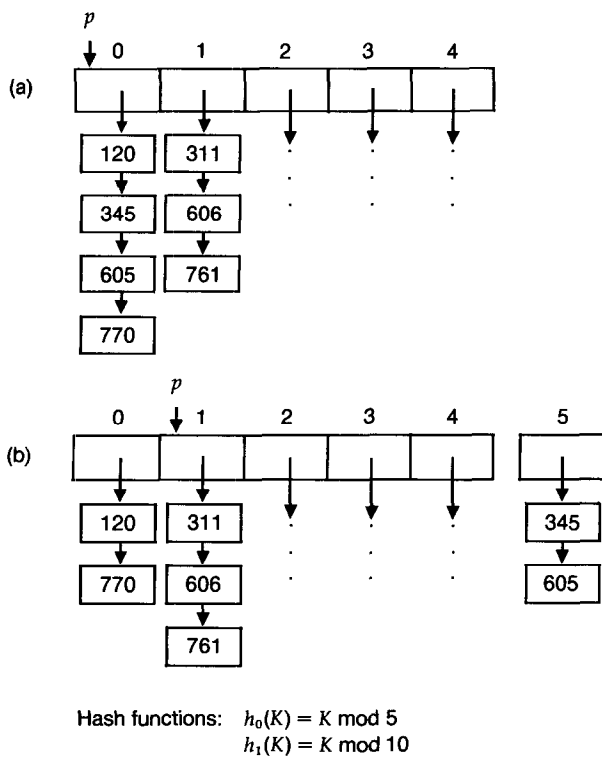 p
0 1 2 3 4
(a)
120 311
345 606
605 761
770
p
0 1 2 3 4 5
(b)
120 311 345
770 606 605
761
Hash functions: h₀(K) = K mod 5
h₁(K) = K mod 10